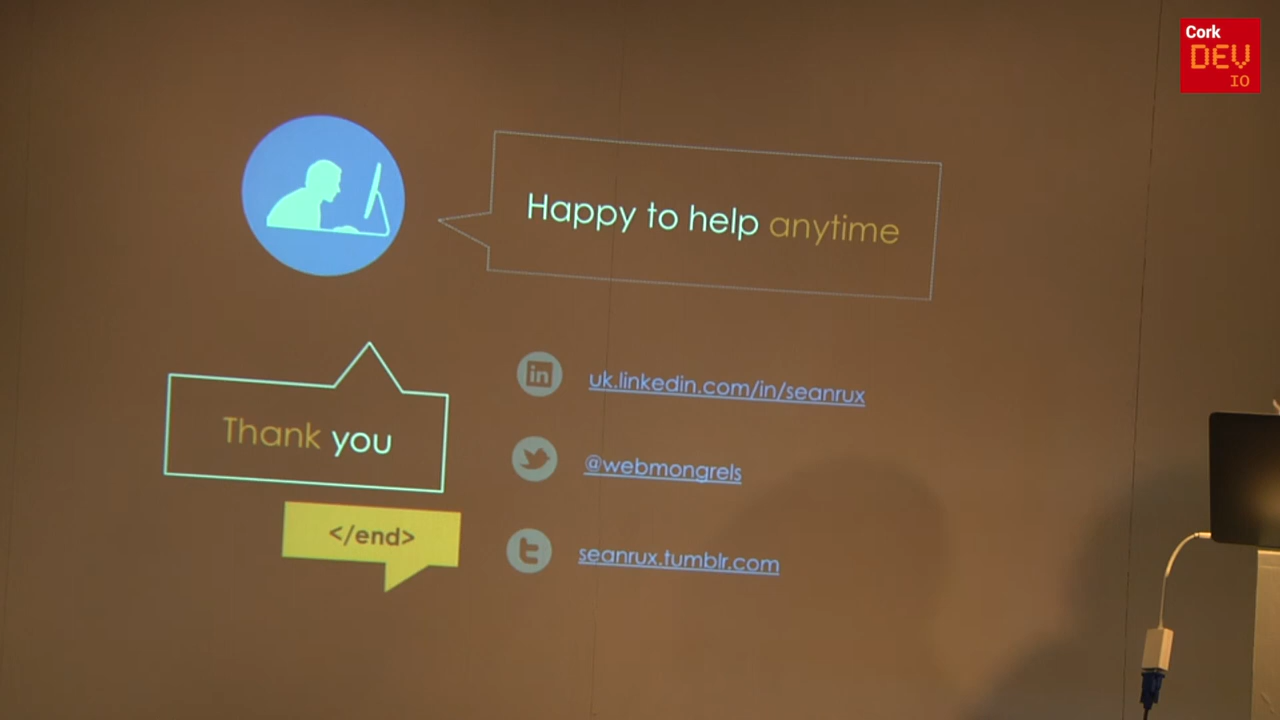 Cork
DEV
IO
Happy to help anytime
uk.linkedin.com/in/seanrux
Thank you
@webmongrels
</end>
seanrux.tumblr.com